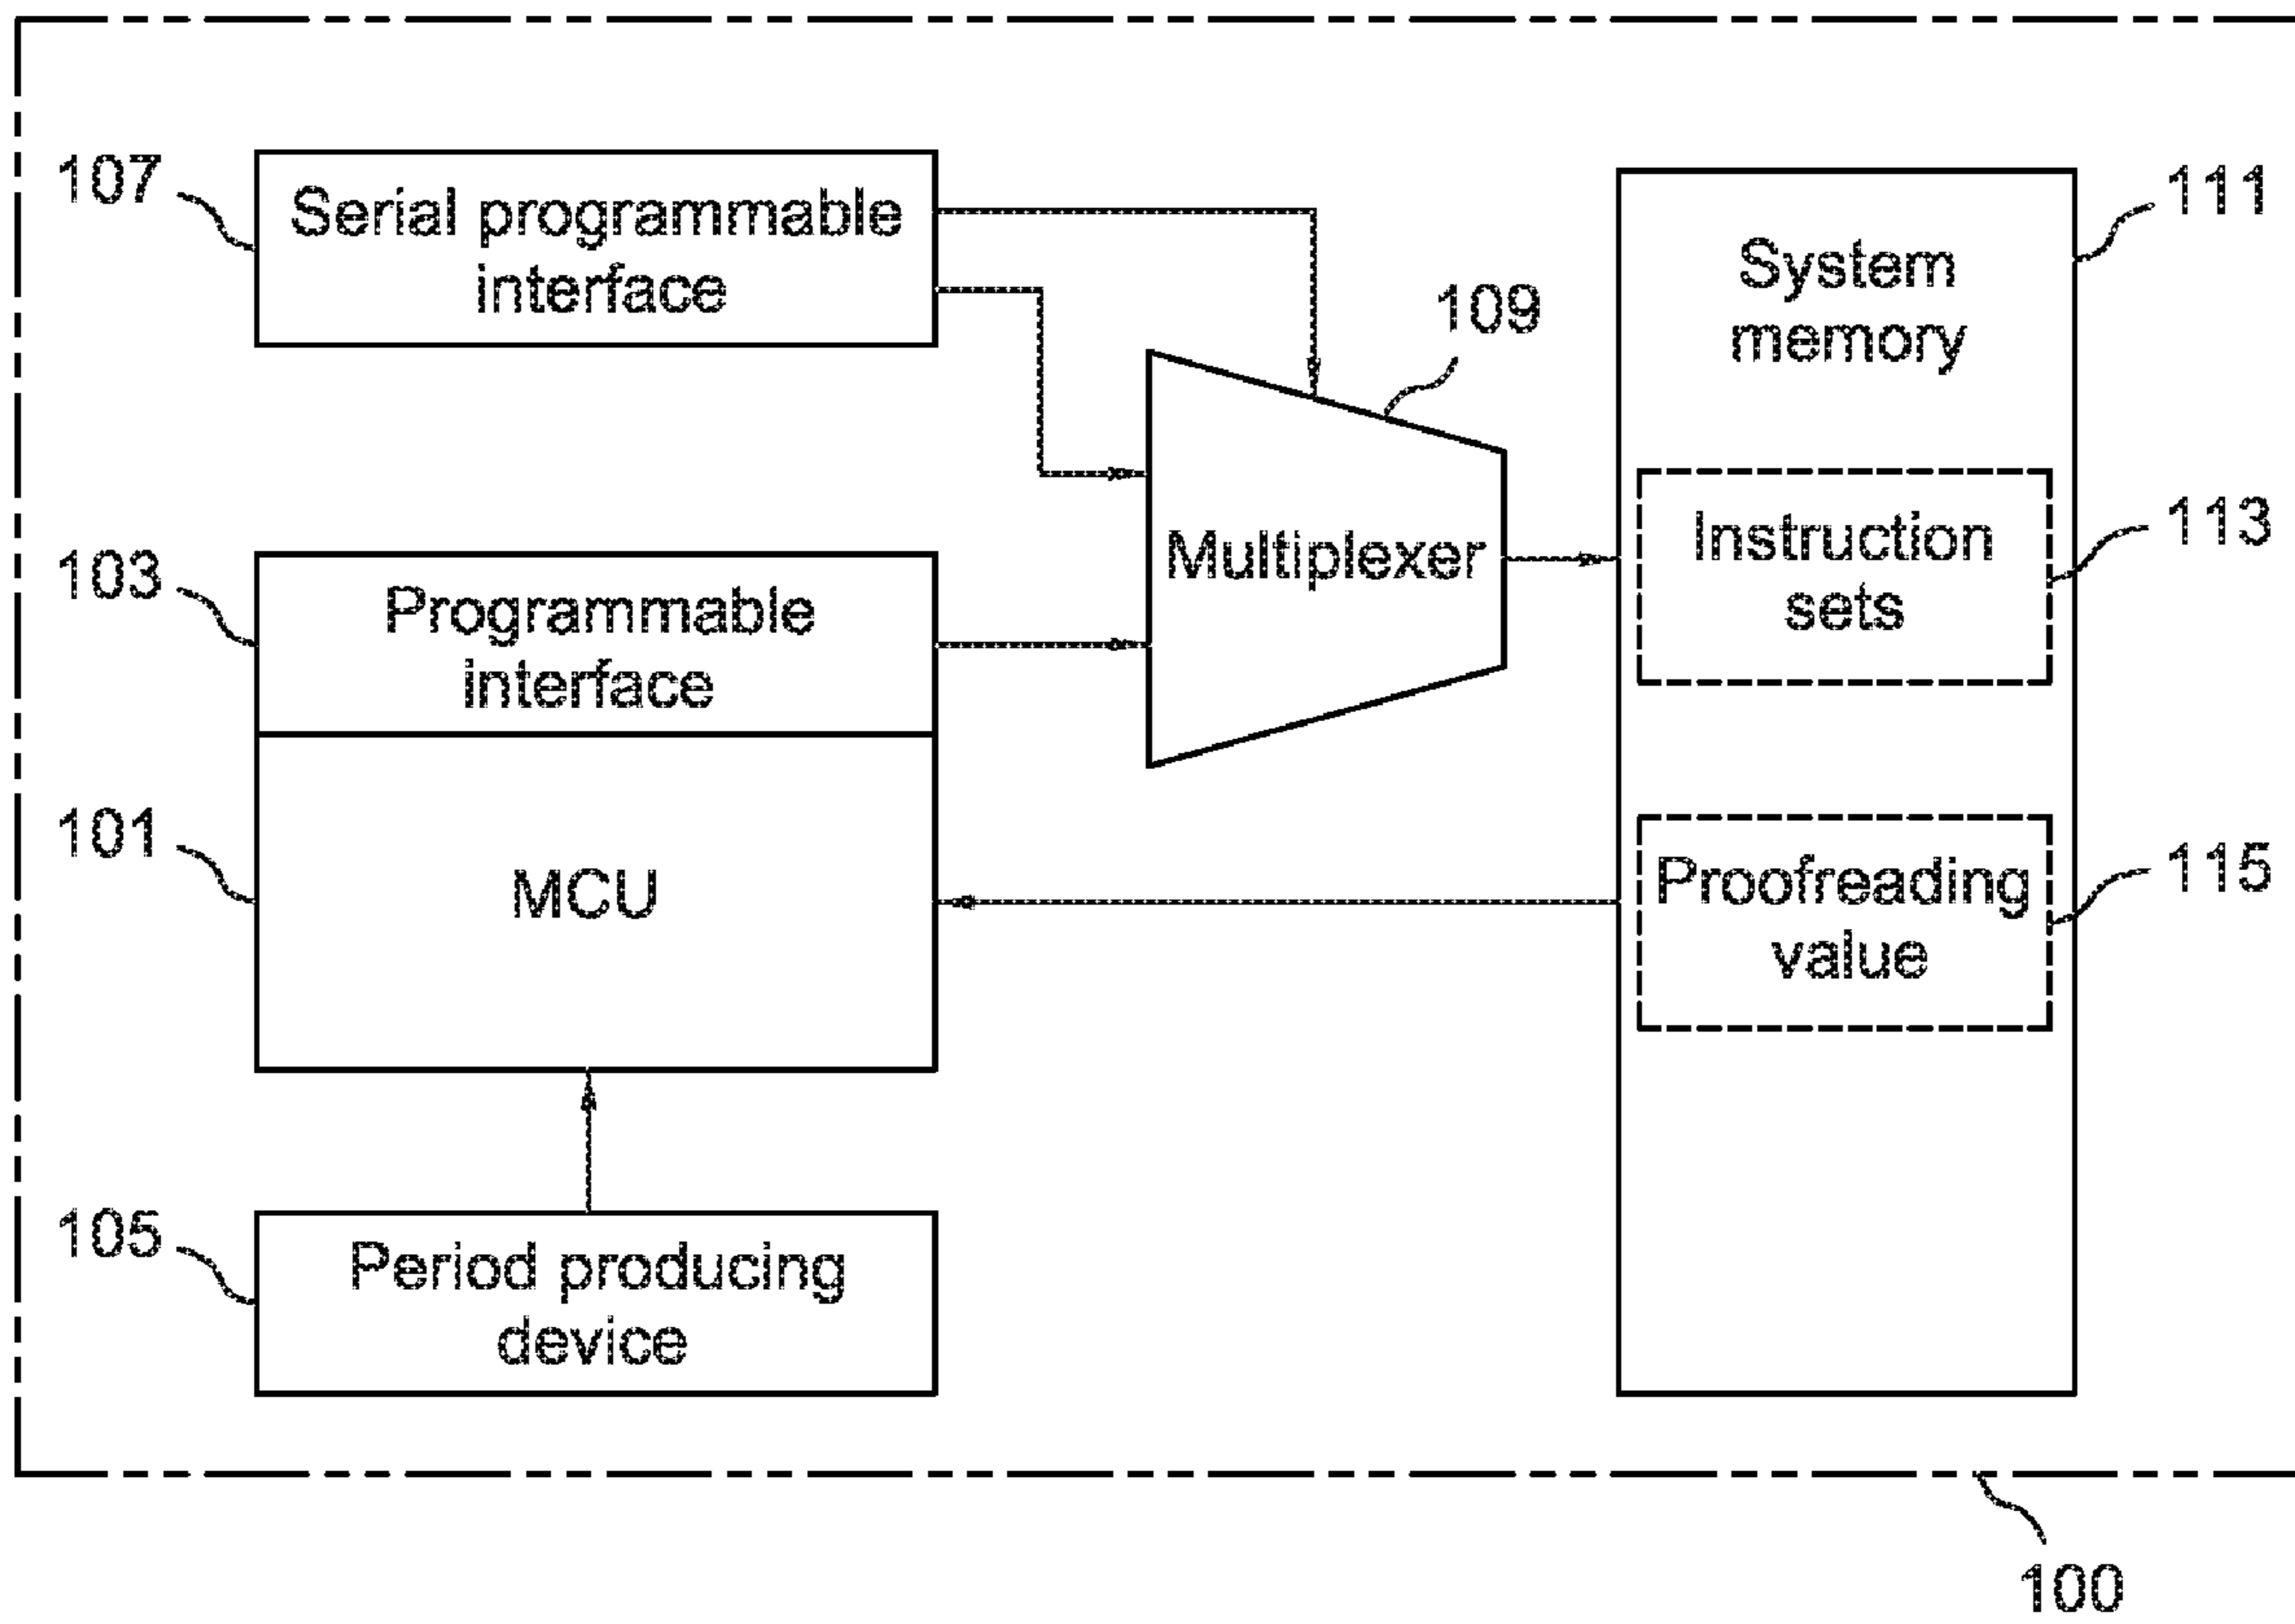 107
Serial programmable
interface
111
System
memory
109
103
Programmable
interface
Multiplexer
Instruction
sets
113
101
MCU
Proofreading
value
115
105
Period producing
device
100